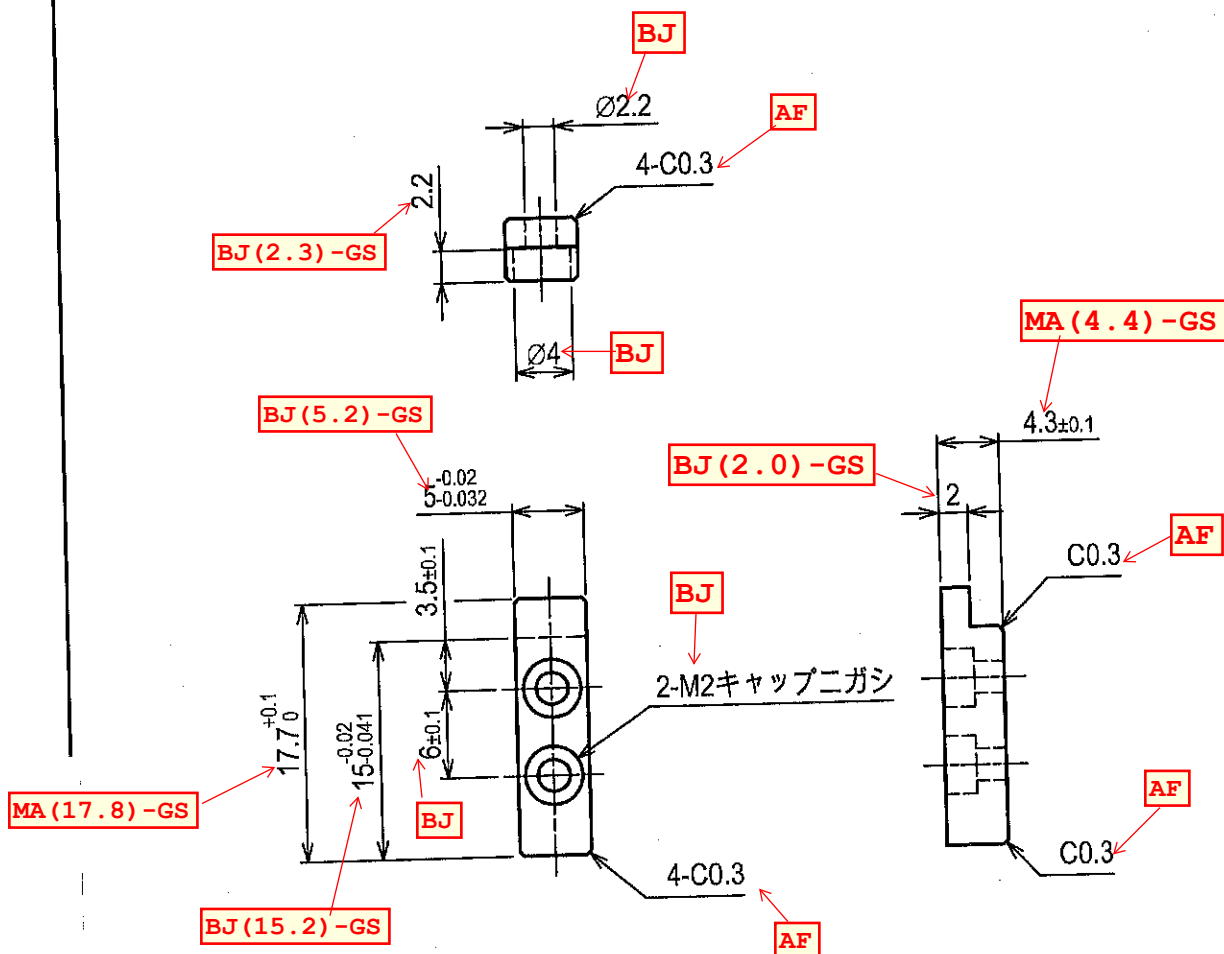 BJ
Ø2.2
AF
4-C0.3
2.2
BJ(2.3)-GS
Ø4
BJ
MA(4.4)-GS
4.3±0.1
BJ(5.2)-GS
5 -0.02 -0.032
BJ(2.0)-GS
2
C0.3
AF
3.5±0.1
BJ
2-M2キャップニガシ
17.7 +0.1 0
15 -0.02 -0.041
6±0.1
MA(17.8)-GS
BJ
AF
C0.3
4-C0.3
BJ(15.2)-GS
AF